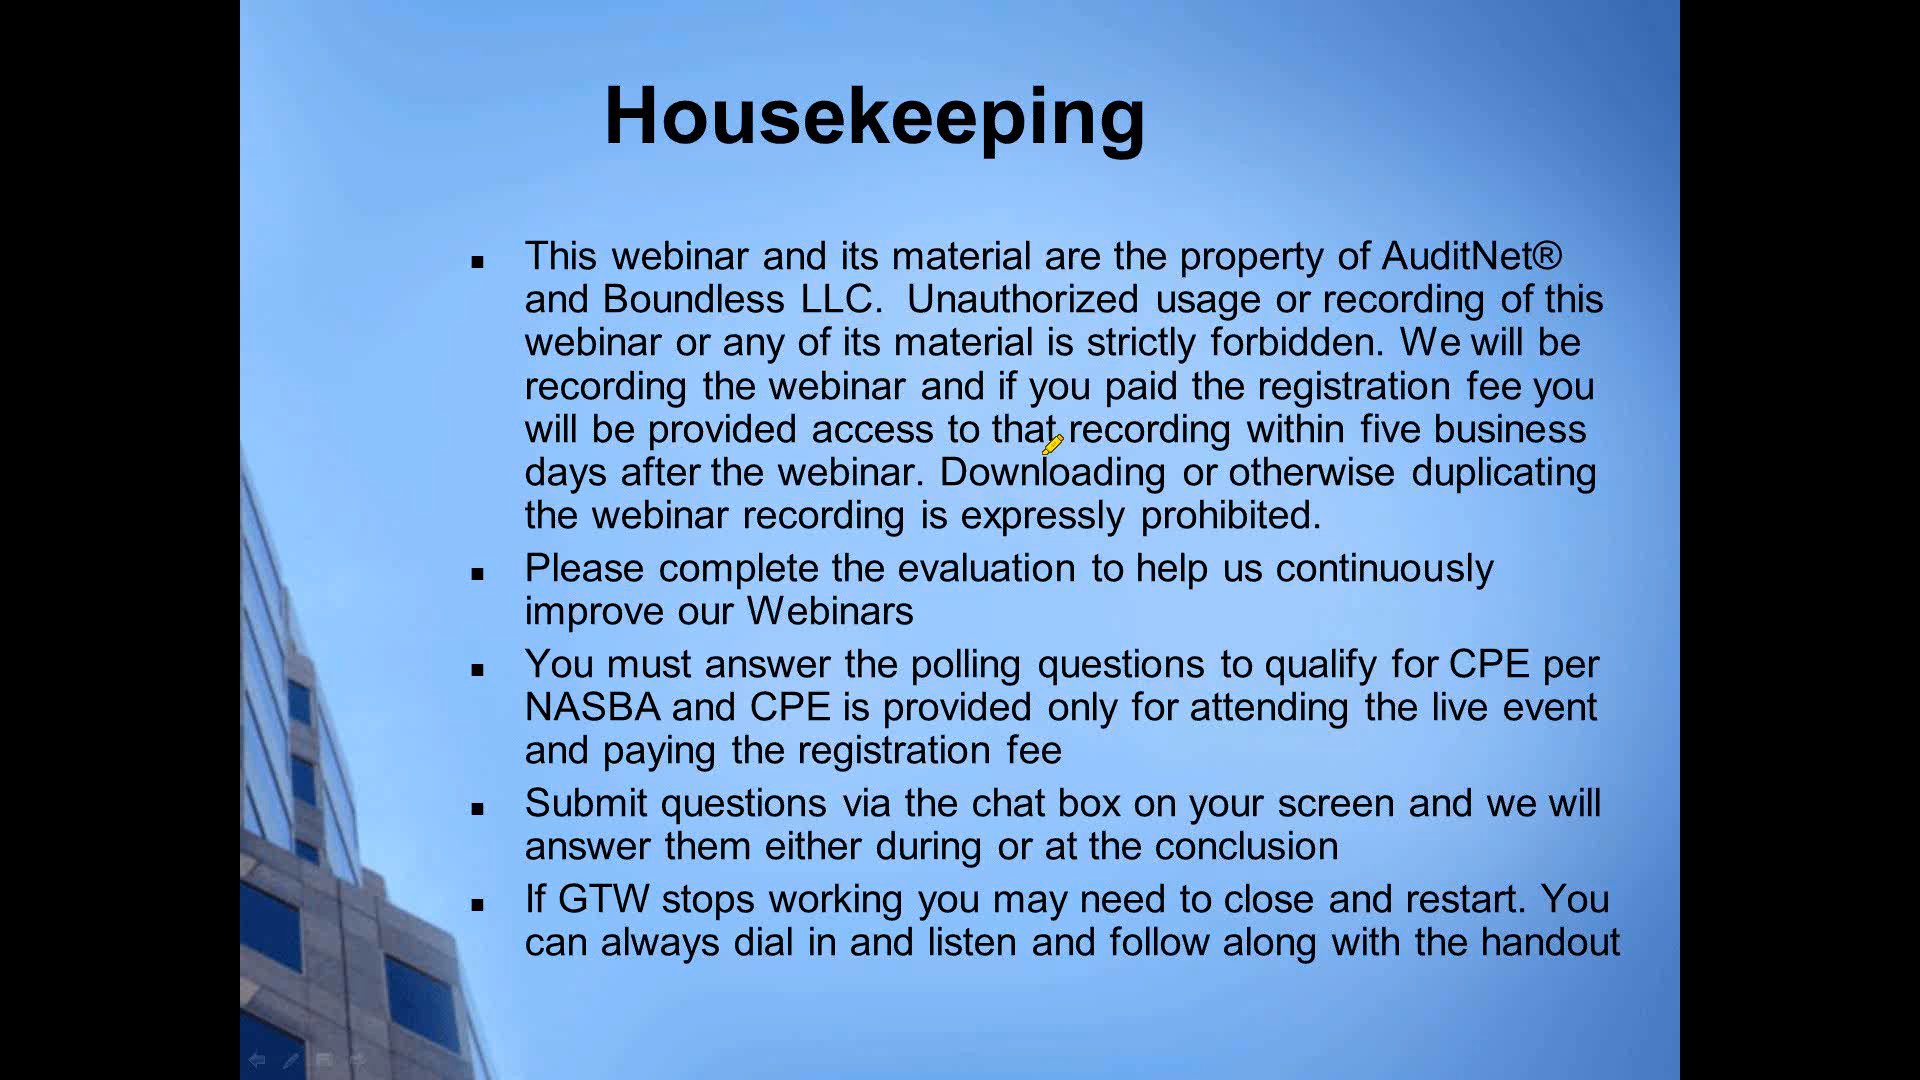 Housekeeping
This webinar and its material are the property of AuditNet®
and Boundless LLC. Unauthorized usage or recording of this
webinar or any of its material is strictly forbidden. We will be
recording the webinar and if you paid the registration fee you
will be provided access to that recording within five business
days after the webinar. Downloading or otherwise duplicating
the webinar recording is expressly prohibited.
Please complete the evaluation to help us continuously
improve our Webinars
You must answer the polling questions to qualify for CPE per
NASBA and CPE is provided only for attending the live event
and paying the registration fee
Submit questions via the chat box on your screen and we will
answer them either during or at the conclusion
If GTW stops working you may need to close and restart. You
can always dial in and listen and follow along with the handout